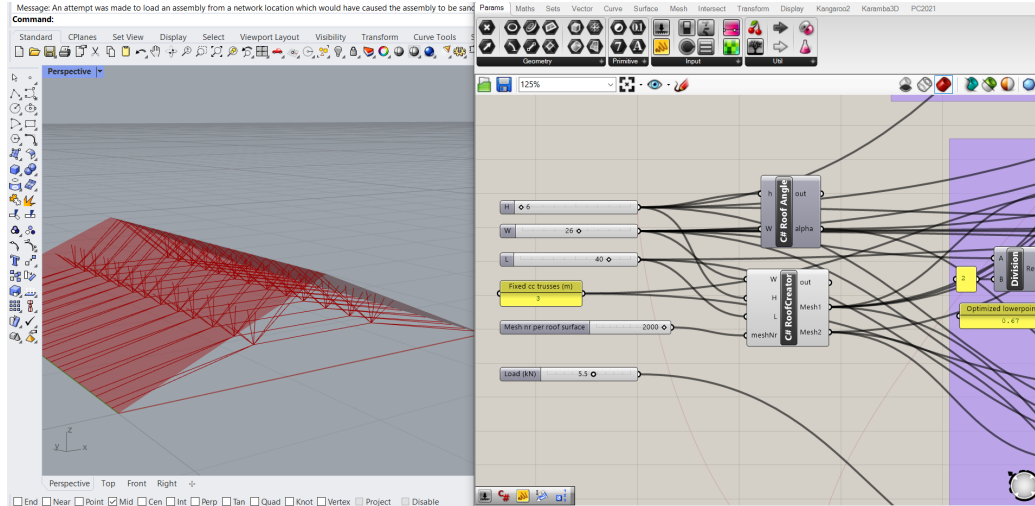 Message: An attempt was made to load an assembly from a network location which would have caused the assembly to be sand
Command:
Standard CPlanes Set View Display Select Viewport Layout Visibility Transform Curve Tools S
Perspective
z
y x
Perspective Top Front Right
End Near Point Mid Cen Int Perp Tan Quad Knot Vertex Project Disable
Params Maths Sets Vector Curve Surface Mesh Intersect Transform Display Kangaroo2 Karamba3D PC2021
Geometry Primitive Input Util
125%
H 6
W 26
L 40
Fixed cc trusses (m)
3
Mesh nr per roof surface 2000
Load (kN) 5.5
h out
W alpha
C# Roof Angle
W out
H Mesh1
L
meshNr Mesh2
C# RoofCreator
2
A
B
Division
Re
Optimized lowerpoin
0.67
C#